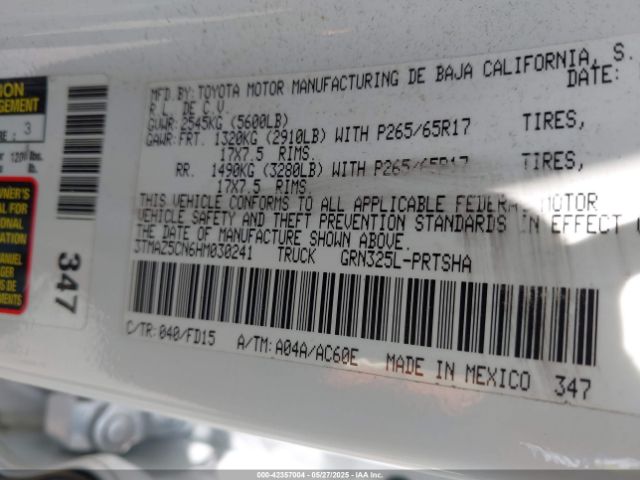 MFD.BY: TOYOTA MOTOR MANUFACTURING DE BAJA CALIFORNIA, S.
R L. DE C.V. DATE:
GVWR:2545KG (5600LB)
GAWR:FRT. 1320KG (2910LB) WITH P265/65R17 TIRES,
17X7.5 RIMS.
RR. 1490KG (3280LB) WITH P265/65R17 TIRES,
17X7.5 RIMS.
THIS VEHICLE CONFORMS TO ALL APPLICABLE FEDERAL MOTOR
VEHICLE SAFETY AND THEFT PREVENTION STANDARDS IN EFFECT
THE DATE OF MANUFACTURE SHOWN ABOVE.
3TMAZ5CN6HM030241 TRUCK GRN325L-PRTSHA
C/TR:040/FD15 A/TM:A04A/AC60E MADE IN MEXICO 347
347
3
lbs.
000-42357004 | 05/27/2025 | IAA Inc.